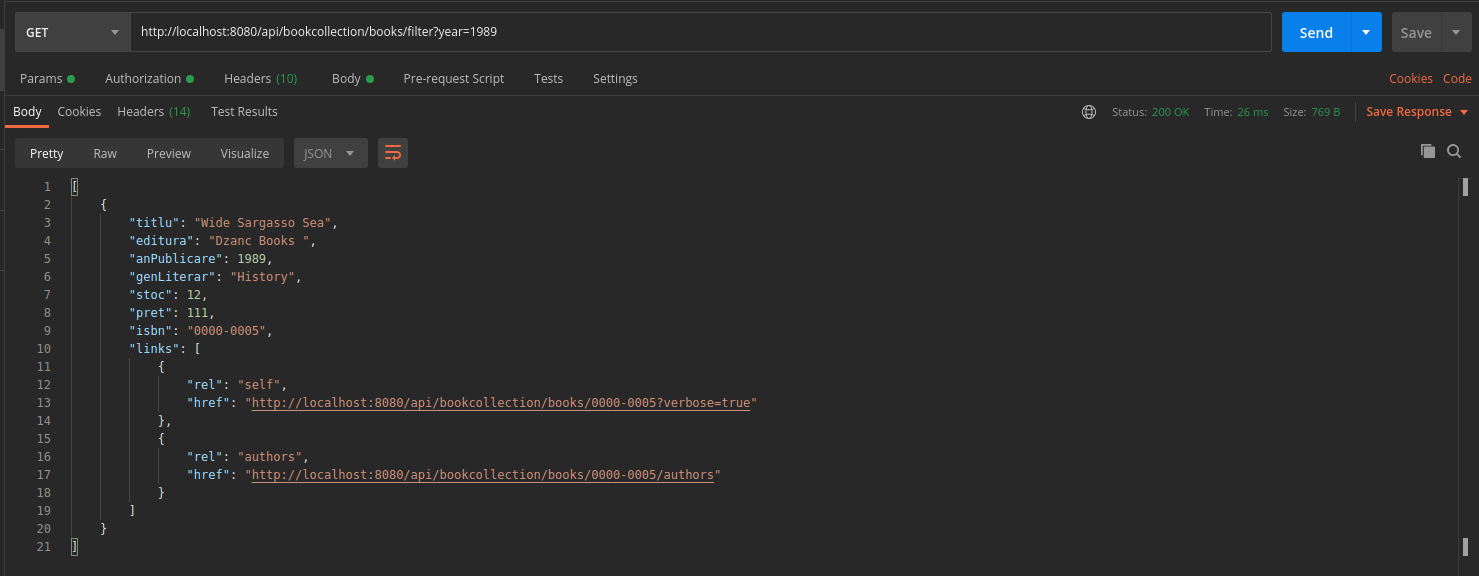 GET http://localhost:8080/api/bookcollection/books/filter?year=1989 Send Save
Params Authorization Headers (10) Body Pre-request Script Tests Settings Cookies Code
Body Cookies Headers (14) Test Results Status: 200 OK Time: 26 ms Size: 769 B Save Response
Pretty Raw Preview Visualize JSON
1 [
2 {
3 "titlu": "Wide Sargasso Sea",
4 "editura": "Dzanc Books ",
5 "anPublicare": 1989,
6 "genLiterar": "History",
7 "stoc": 12,
8 "pret": 111,
9 "isbn": "0000-0005",
10 "links": [
11 {
12 "rel": "self",
13 "href": "http://localhost:8080/api/bookcollection/books/0000-0005?verbose=true"
14 },
15 {
16 "rel": "authors",
17 "href": "http://localhost:8080/api/bookcollection/books/0000-0005/authors"
18 }
19 ]
20 }
21 ]